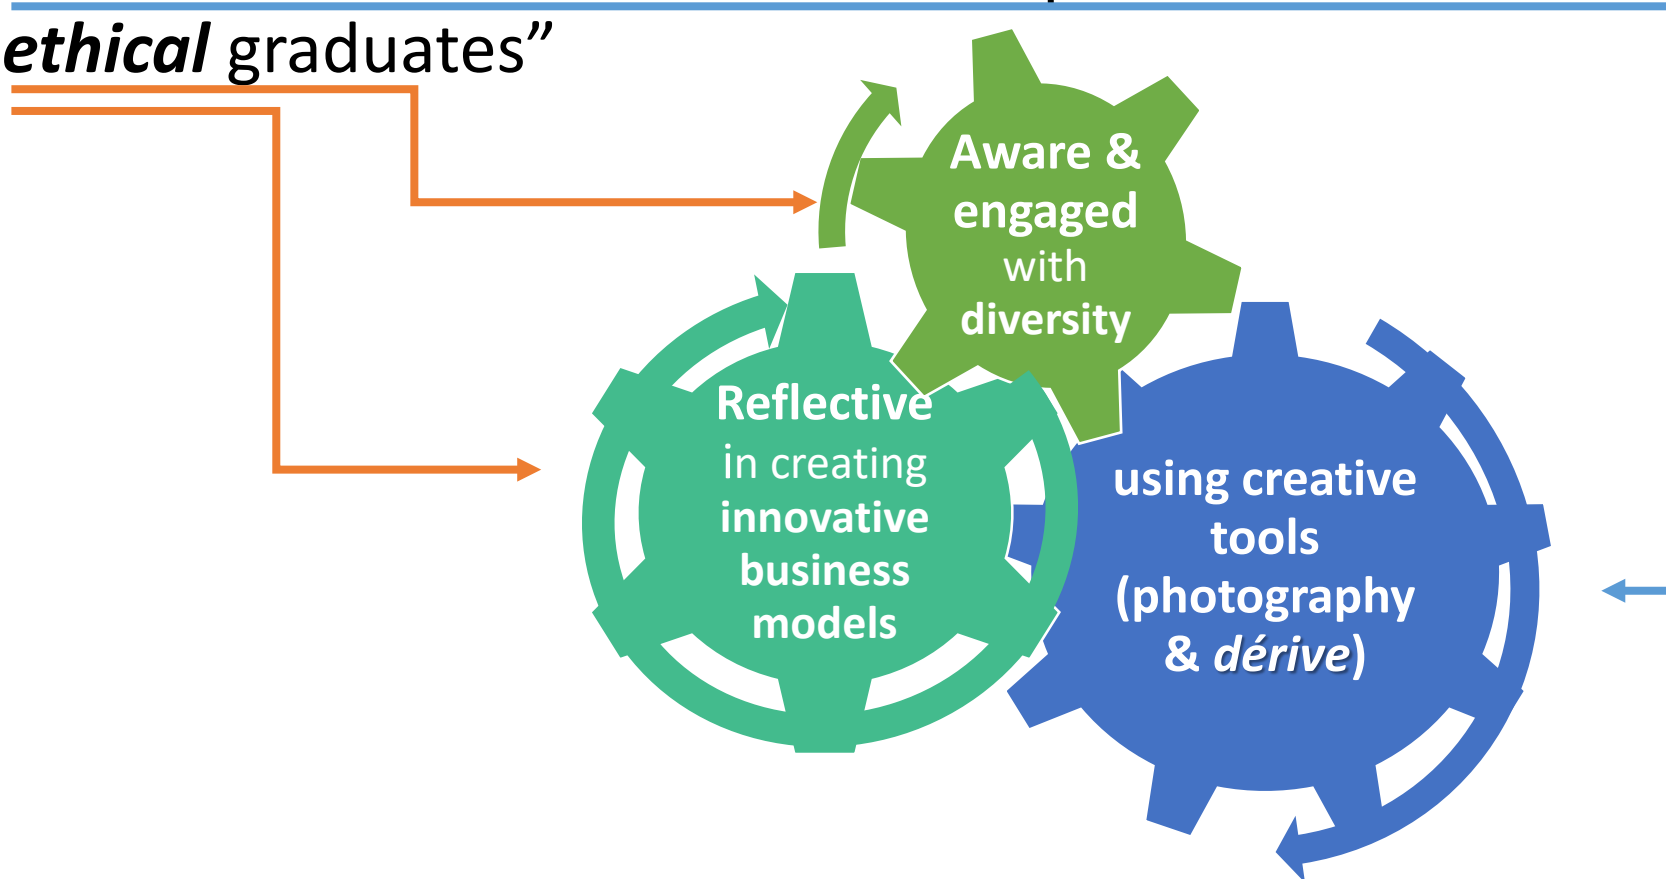 ethical graduates”
Aware &
engaged
with
diversity
Reflective
in creating
innovative
business
models
using creative
tools
(photography
& dérive)